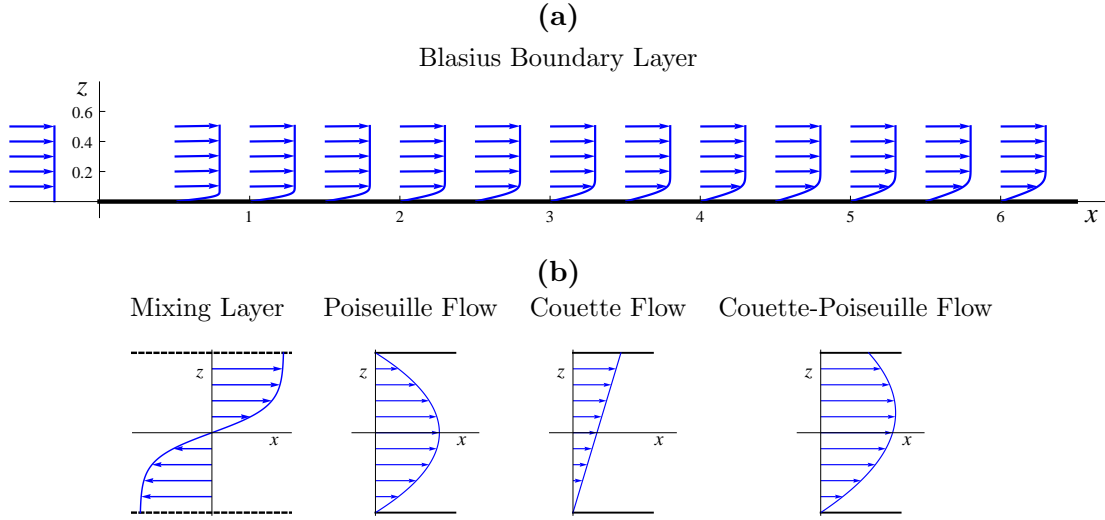 (a)
Blasius Boundary Layer
z
0.6
0.4
0.2
1 2 3 4 5 6
x
(b)
Mixing Layer Poiseuille Flow Couette Flow Couette-Poiseuille Flow
z z z z
x x x x